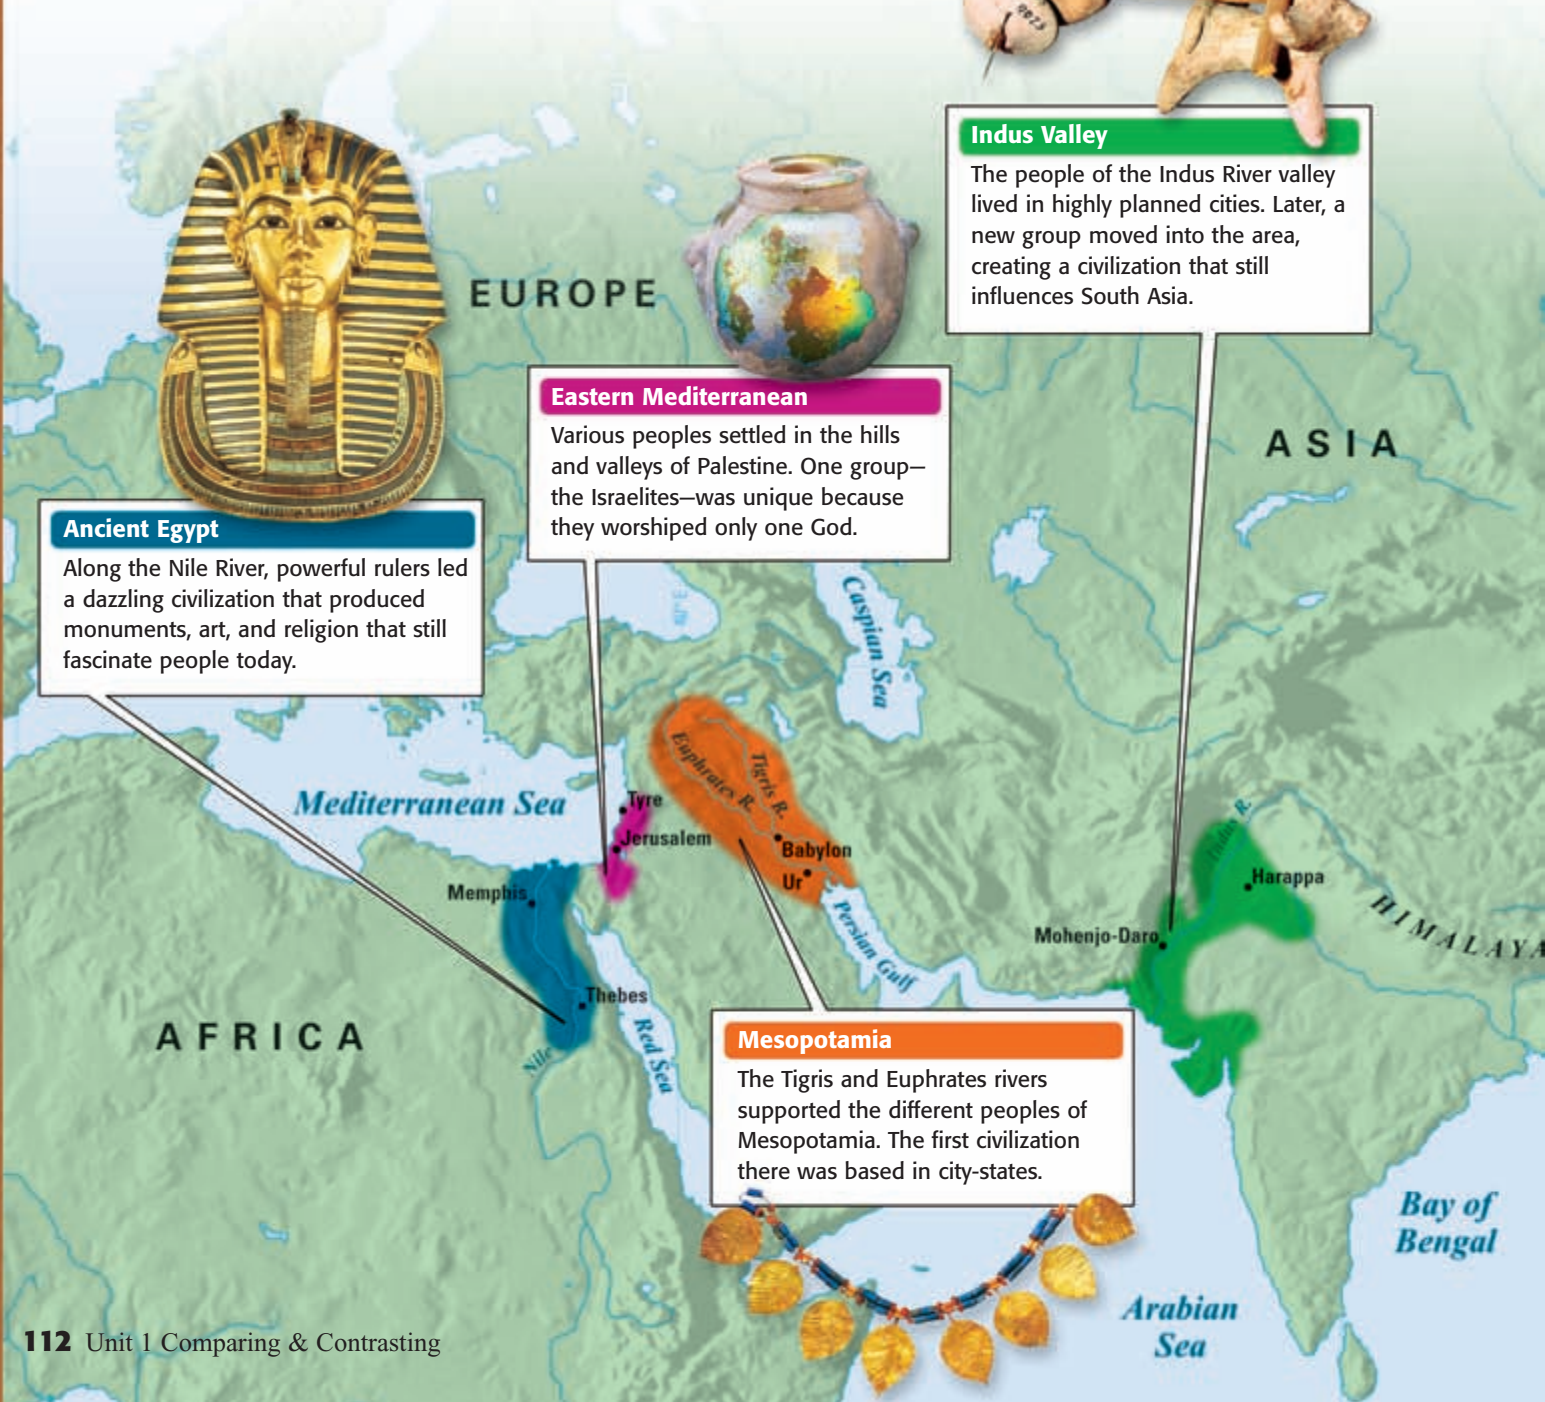 Indus Valley
The people of the Indus River valley
lived in highly planned cities. Later, a
new group moved into the area,
creating a civilization that still
influences South Asia.
EUROPE
Eastern Mediterranean
Various peoples settled in the hills
and valleys of Palestine. One group—
the Israelites—was unique because
they worshiped only one God.
ASIA
Ancient Egypt
Along the Nile River, powerful rulers led
a dazzling civilization that produced
monuments, art, and religion that still
fascinate people today.
Caspian Sea
Mediterranean Sea
Euphrates R.
Tigris R.
Tyre
Jerusalem
Babylon
Ur
Memphis
Thebes
Nile
Red Sea
Persian Gulf
Indus R.
Harappa
Mohenjo-Daro
HIMALAYA
AFRICA
Mesopotamia
The Tigris and Euphrates rivers
supported the different peoples of
Mesopotamia. The first civilization
there was based in city-states.
Bay of
Bengal
Arabian
Sea
112 Unit 1 Comparing & Contrasting